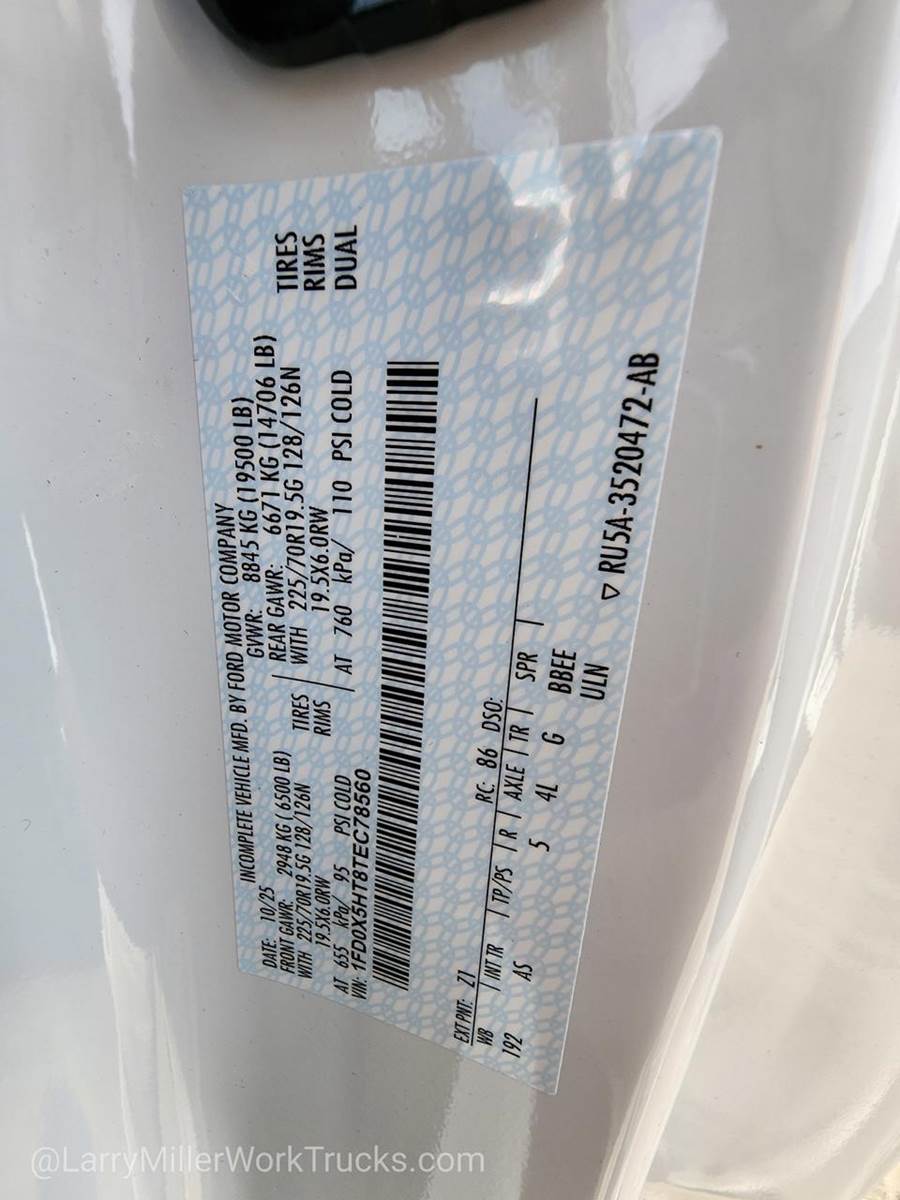 INCOMPLETE VEHICLE MFD. BY FORD MOTOR COMPANY
DATE: 10/25 GVWR: 8845 KG (19500 LB)
FRONT GAWR: 2948 KG ( 6500 LB) REAR GAWR: 6671 KG (14706 LB)
WITH 225/70R19.5G 128/126N TIRES WITH 225/70R19.5G 128/126N TIRES
19.5X6.0RW RIMS 19.5X6.0RW RIMS
AT 655 kPa/ 95 PSI COLD AT 760 kPa/ 110 PSI COLD DUAL
VIN: 1FD0X5HT8TEC78560
EXT PNT: Z1 RC: 86 DSO:
WB INT TR TP/PS R AXLE TR SPR
192 AS 5 4L G BBEE
ULN
▽ RU5A-3520472-AB
@LarryMillerWorkTrucks.com